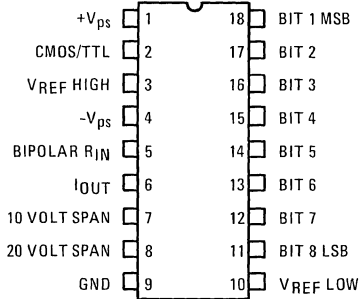 +Vps 1 18 BIT 1 MSB
CMOS/TTL 2 17 BIT 2
VREF HIGH 3 16 BIT 3
-Vps 4 15 BIT 4
BIPOLAR RIN 5 14 BIT 5
IOUT 6 13 BIT 6
10 VOLT SPAN 7 12 BIT 7
20 VOLT SPAN 8 11 BIT 8 LSB
GND 9 10 VREF LOW